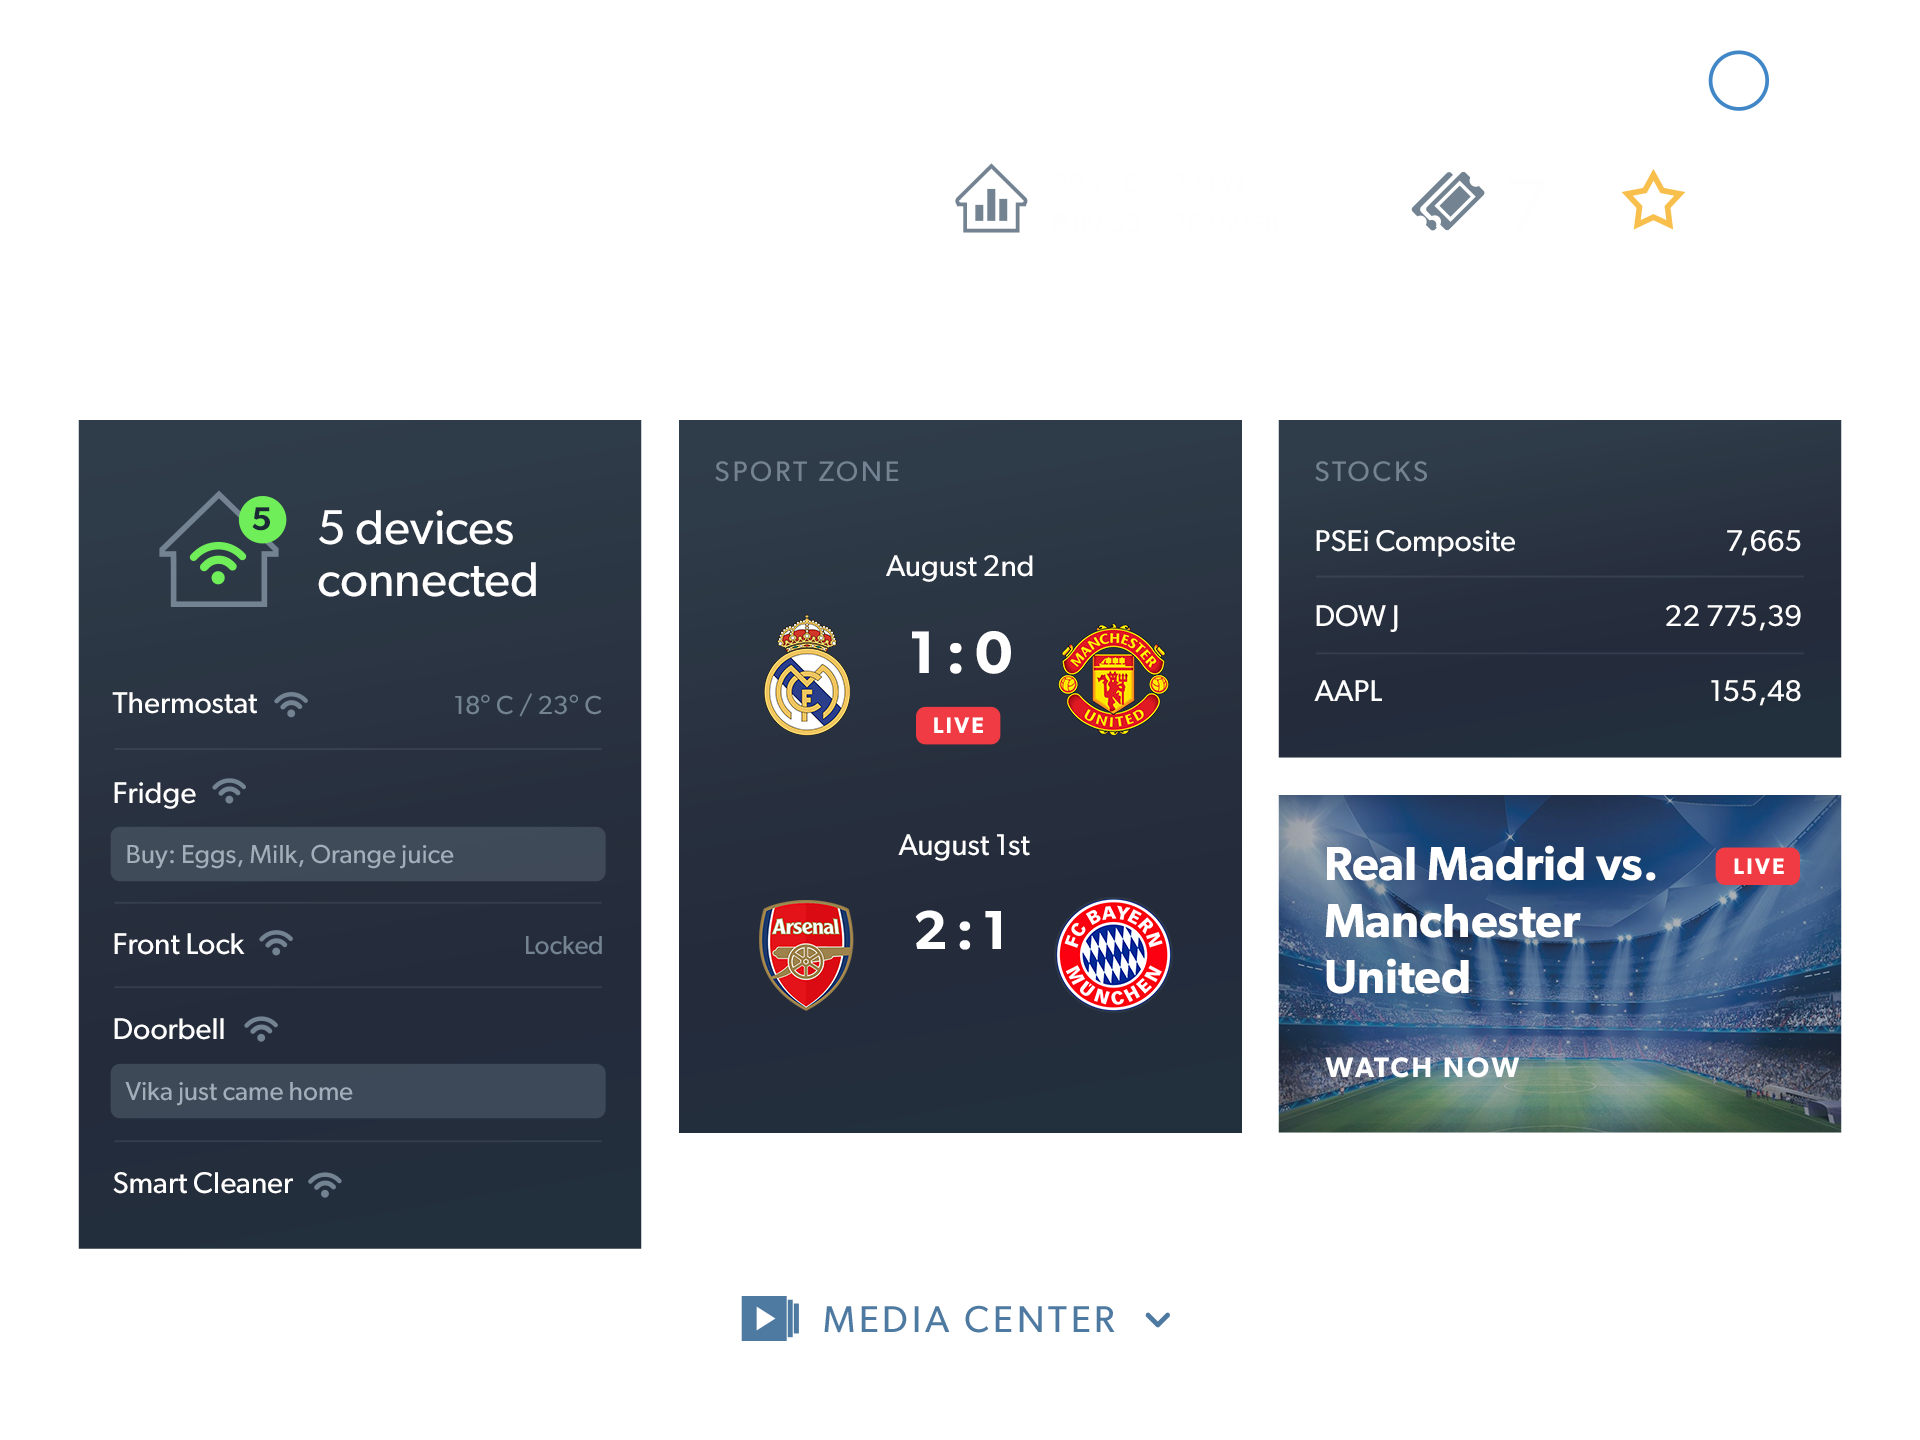 5
5 devices
connected
Thermostat 18° C / 23° C
Fridge
Buy: Eggs, Milk, Orange juice
Front Lock Locked
Doorbell
Vika just came home
Smart Cleaner
SPORT ZONE
August 2nd
1 : 0
MANCHESTER
UNITED
LIVE
August 1st
Arsenal
2 : 1
FC BAYERN
MÜNCHEN
STOCKS
PSEi Composite 7,665
DOW J 22 775,39
AAPL 155,48
Real Madrid vs.
Manchester
United
LIVE
WATCH NOW
MEDIA CENTER